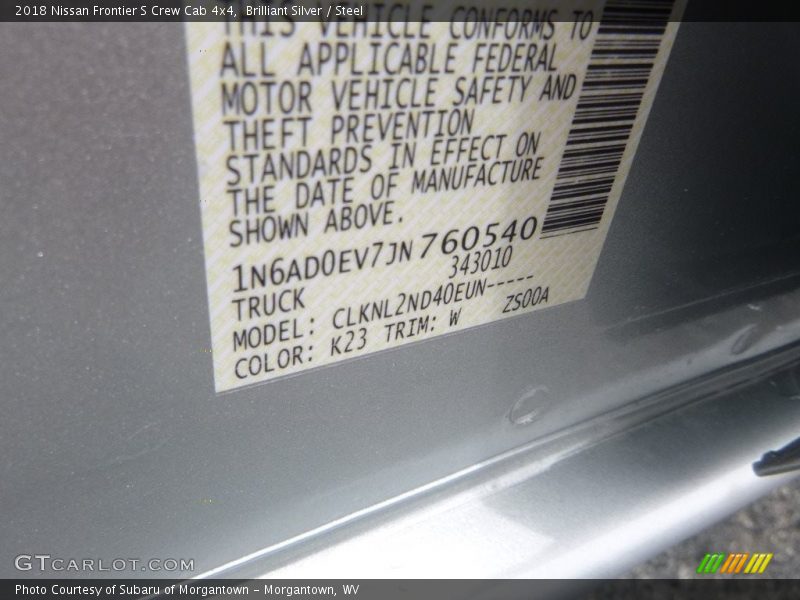 2018 Nissan Frontier S Crew Cab 4x4, Brilliant Silver / Steel
THIS VEHICLE CONFORMS TO
ALL APPLICABLE FEDERAL
MOTOR VEHICLE SAFETY AND
THEFT PREVENTION
STANDARDS IN EFFECT ON
THE DATE OF MANUFACTURE
SHOWN ABOVE.
1N6AD0EV7JN760540
TRUCK 343010
MODEL: CLKNL2ND40EUN-----
COLOR: K23 TRIM: W ZS00A
GTCARLOT.COM
Photo Courtesy of Subaru of Morgantown - Morgantown, WV